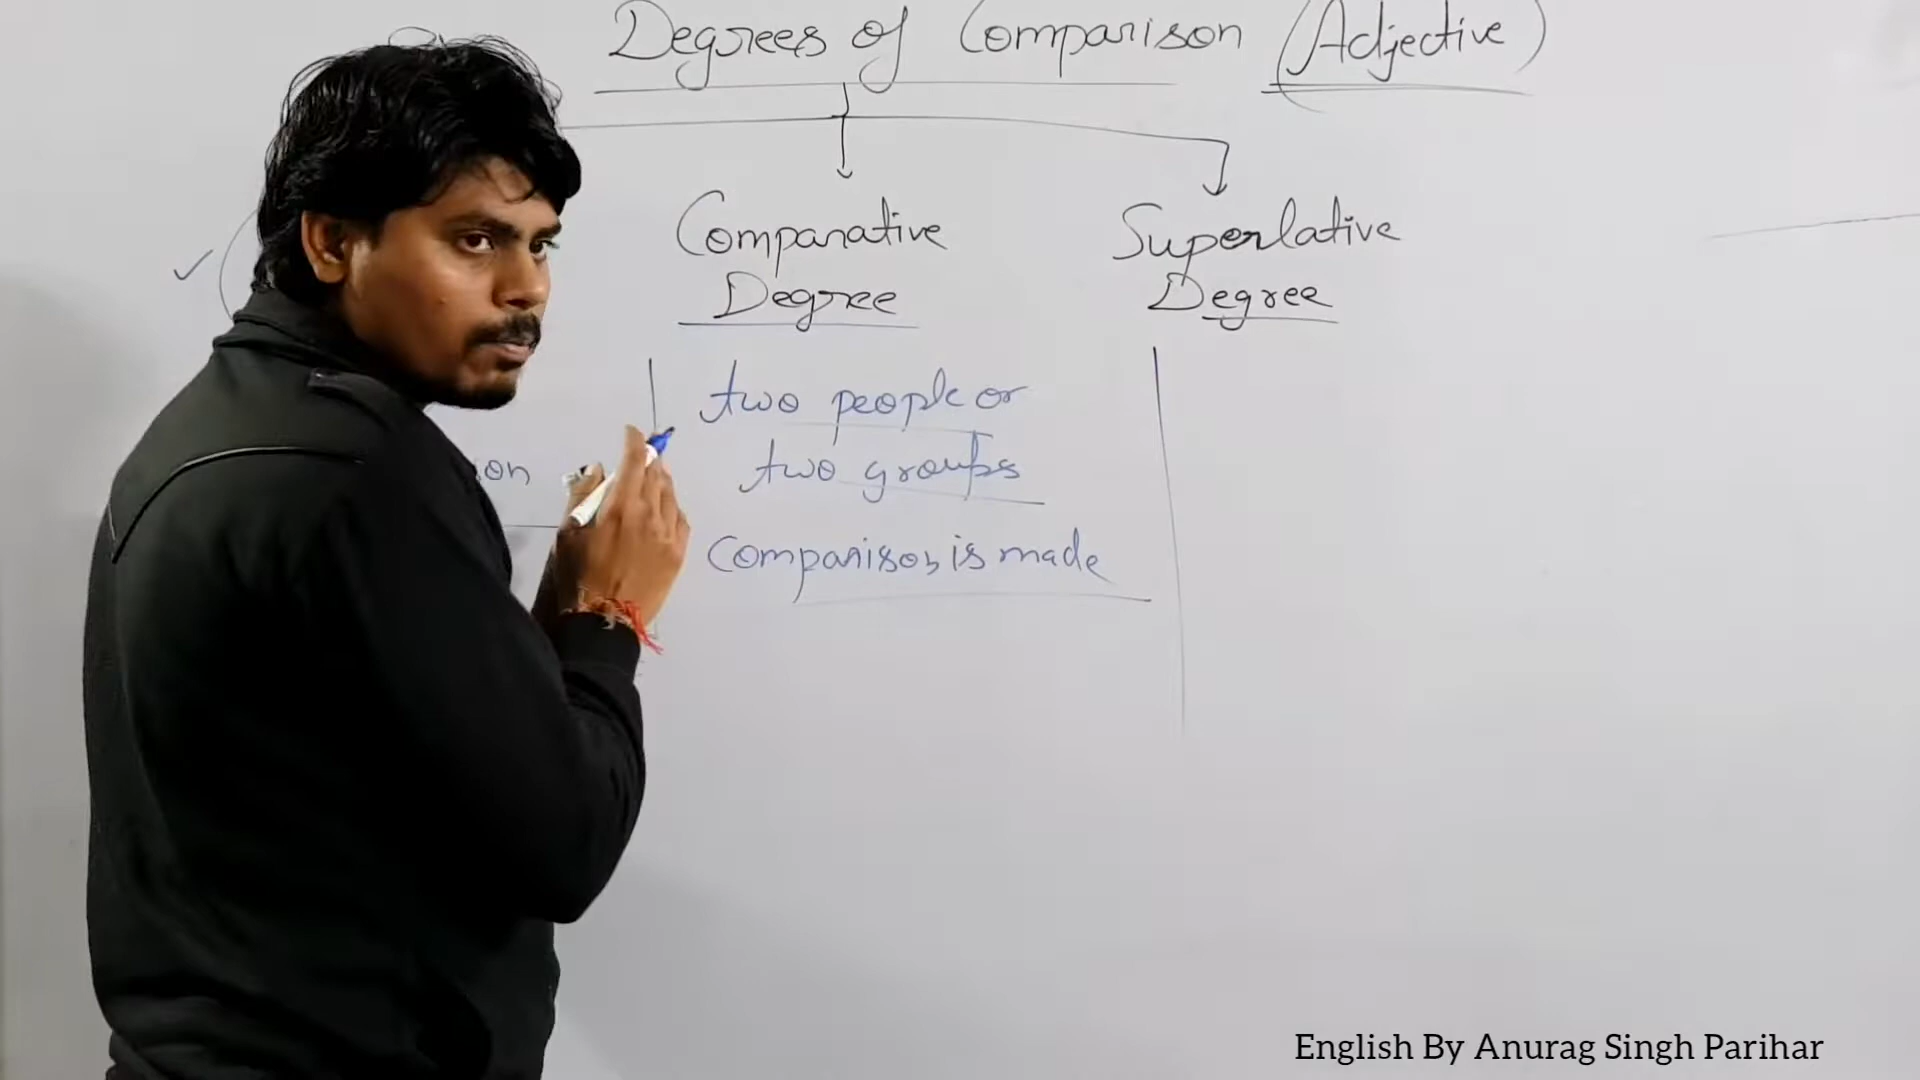 Degrees of Comparison (Adjective)
Comparative
Degree
Superlative
Degree
two people or
two groups
Comparison is made
English By Anurag Singh Parihar